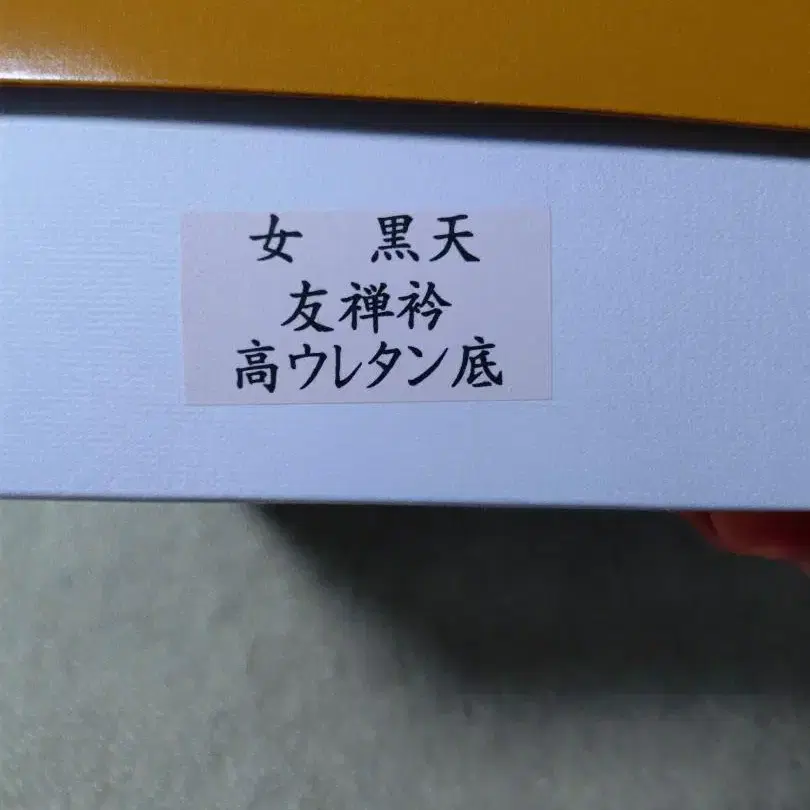 女　黒天
友禅衿
高ウレタン底